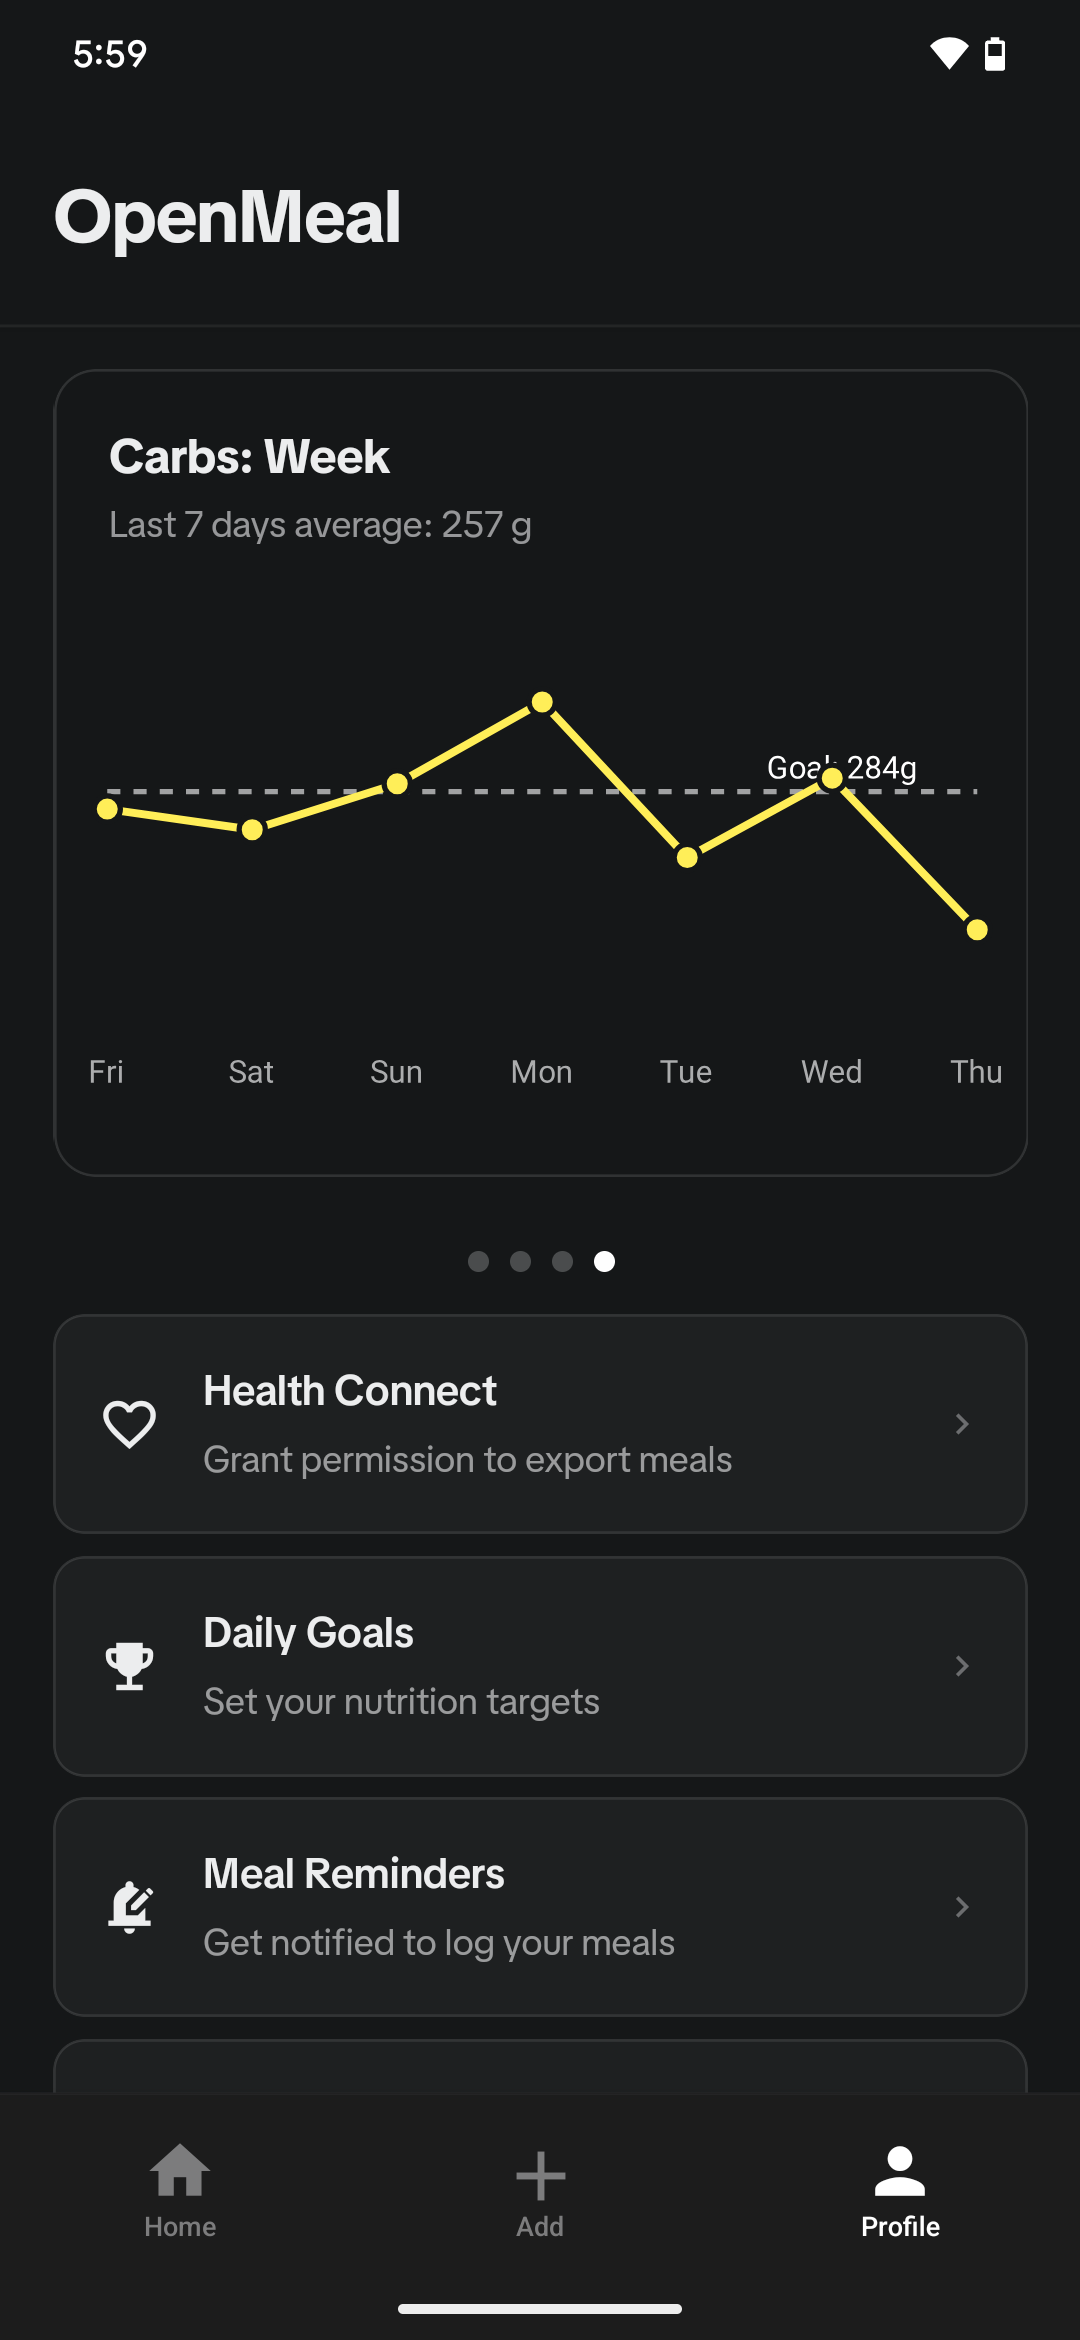 5:59
OpenMeal
Carbs: Week
Last 7 days average: 257 g
Goal: 284g
Fri Sat Sun Mon Tue Wed Thu
Health Connect
Grant permission to export meals
Daily Goals
Set your nutrition targets
Meal Reminders
Get notified to log your meals
Home Add Profile